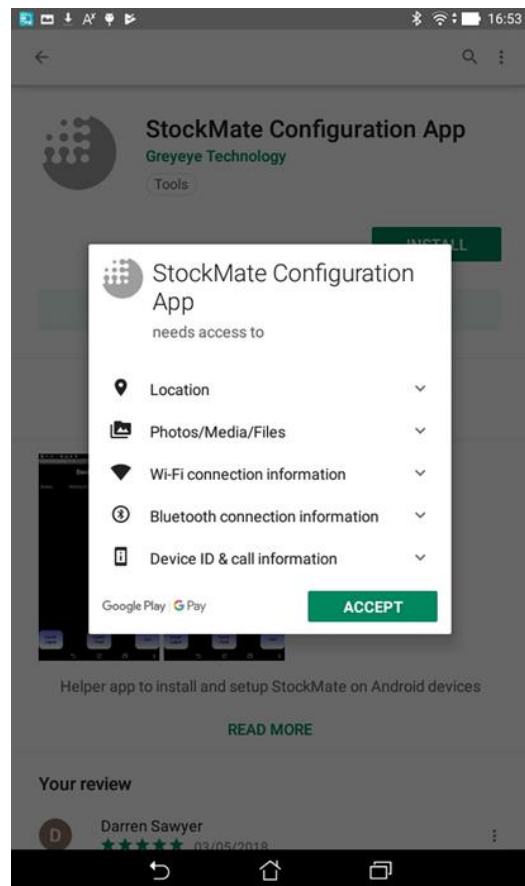 16:53
StockMate Configuration App
Greyeye Technology
Tools
INSTALL
StockMate Configuration
App
needs access to
Location
Photos/Media/Files
Wi-Fi connection information
Bluetooth connection information
Device ID & call information
Google Play | G Pay
ACCEPT
Helper app to install and setup StockMate on Android devices
READ MORE
Your review
D
Darren Sawyer
03/05/2018